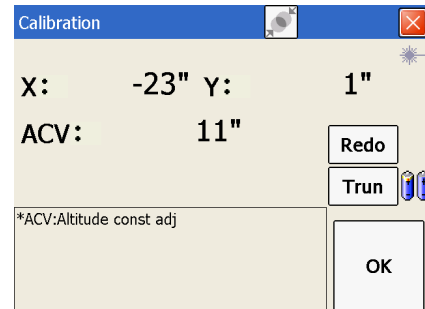 Calibration
X: -23" Y: 1"
ACV: 11"
Redo
Trun
*ACV:Altitude const adj
OK